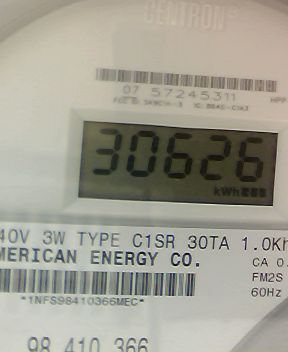 CENTRON®
07 57245311
30626
kWh
40V 3W TYPE C1SR 30TA 1.0Kh
MERICAN ENERGY CO.
CA 0.
FM2S
60Hz
*1NFS98410366MEC*
98 410 366